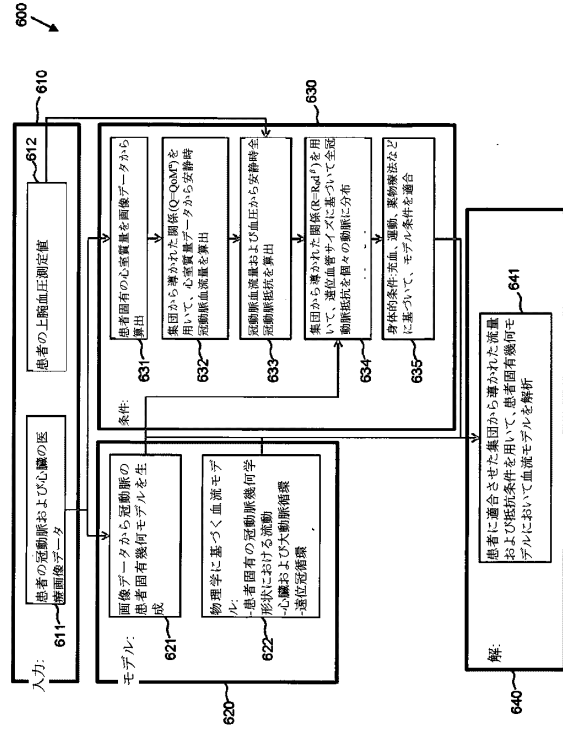 600
610
入力:
患者の冠動脈および心臓の医
療画像データ
611
患者の上腕血圧測定値
612
620
モデル:
画像データから冠動脈の
患者固有幾何モデルを生
成
621
物理学に基づく血流モデ
ル:
-患者固有の冠動脈幾何学
形状における流動
-心臓および大動脈循環
-遠位冠循環
622
630
条件:
患者固有の心室質量を画像データから
算出
631
集団から導かれた関係(Q=QoMα)を
用いて、心室質量データから安静時全
冠動脈血流量を算出
632
冠動脈血流量および血圧から安静時全
冠動脈抵抗を算出
633
集団から導かれた関係(R=Rodβ)を用
いて、遠位血管サイズに基づいて全冠
動脈抵抗を個々の動脈に分布
634
身体的条件:充血、運動、薬物療法など
に基づいて、モデル条件を適合
635
640
解:
患者に適合させた集団から導かれた流量
および抵抗条件を用いて、患者固有幾何モ
デルにおいて血流モデルを解析
641